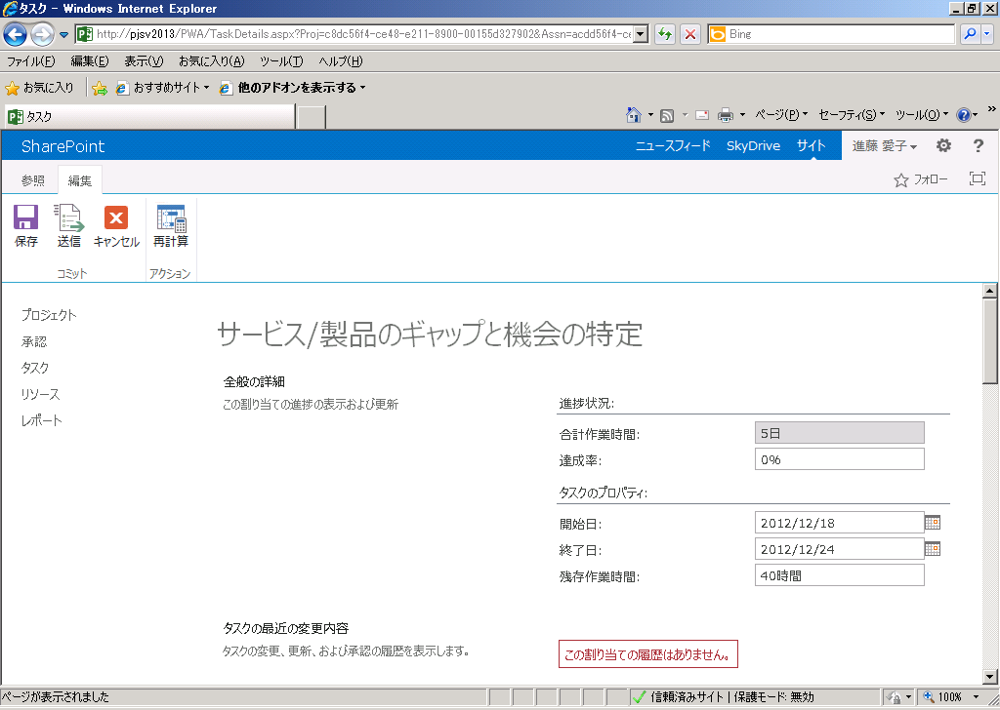 タスク - Windows Internet Explorer
http://pjsv2013/PWA/TaskDetails.aspx?Proj=c8dc56f4-ce48-e211-8900-00155d327902&Assn=acdd56f4-ce
Bing
ファイル(F) 編集(E) 表示(V) お気に入り(A) ツール(T) ヘルプ(H)
お気に入り おすすめサイト 他のアドオンを表示する
タスク
ページ(P) セーフティ(S) ツール(O)
SharePoint ニュースフィード SkyDrive サイト 進藤 愛子 ?
参照 編集 フォロー
保存 送信 キャンセル 再計算
コミット アクション
プロジェクト
承認
タスク
リソース
レポート
サービス/製品のギャップと機会の特定
全般の詳細
この割り当ての進捗の表示および更新
進捗状況:
合計作業時間: 5日
達成率: 0%
タスクのプロパティ:
開始日: 2012/12/18
終了日: 2012/12/24
残存作業時間: 40時間
タスクの最近の変更内容
タスクの変更、更新、および承認の履歴を表示します。
この割り当ての履歴はありません。
ページが表示されました 信頼済みサイト | 保護モード: 無効 100%